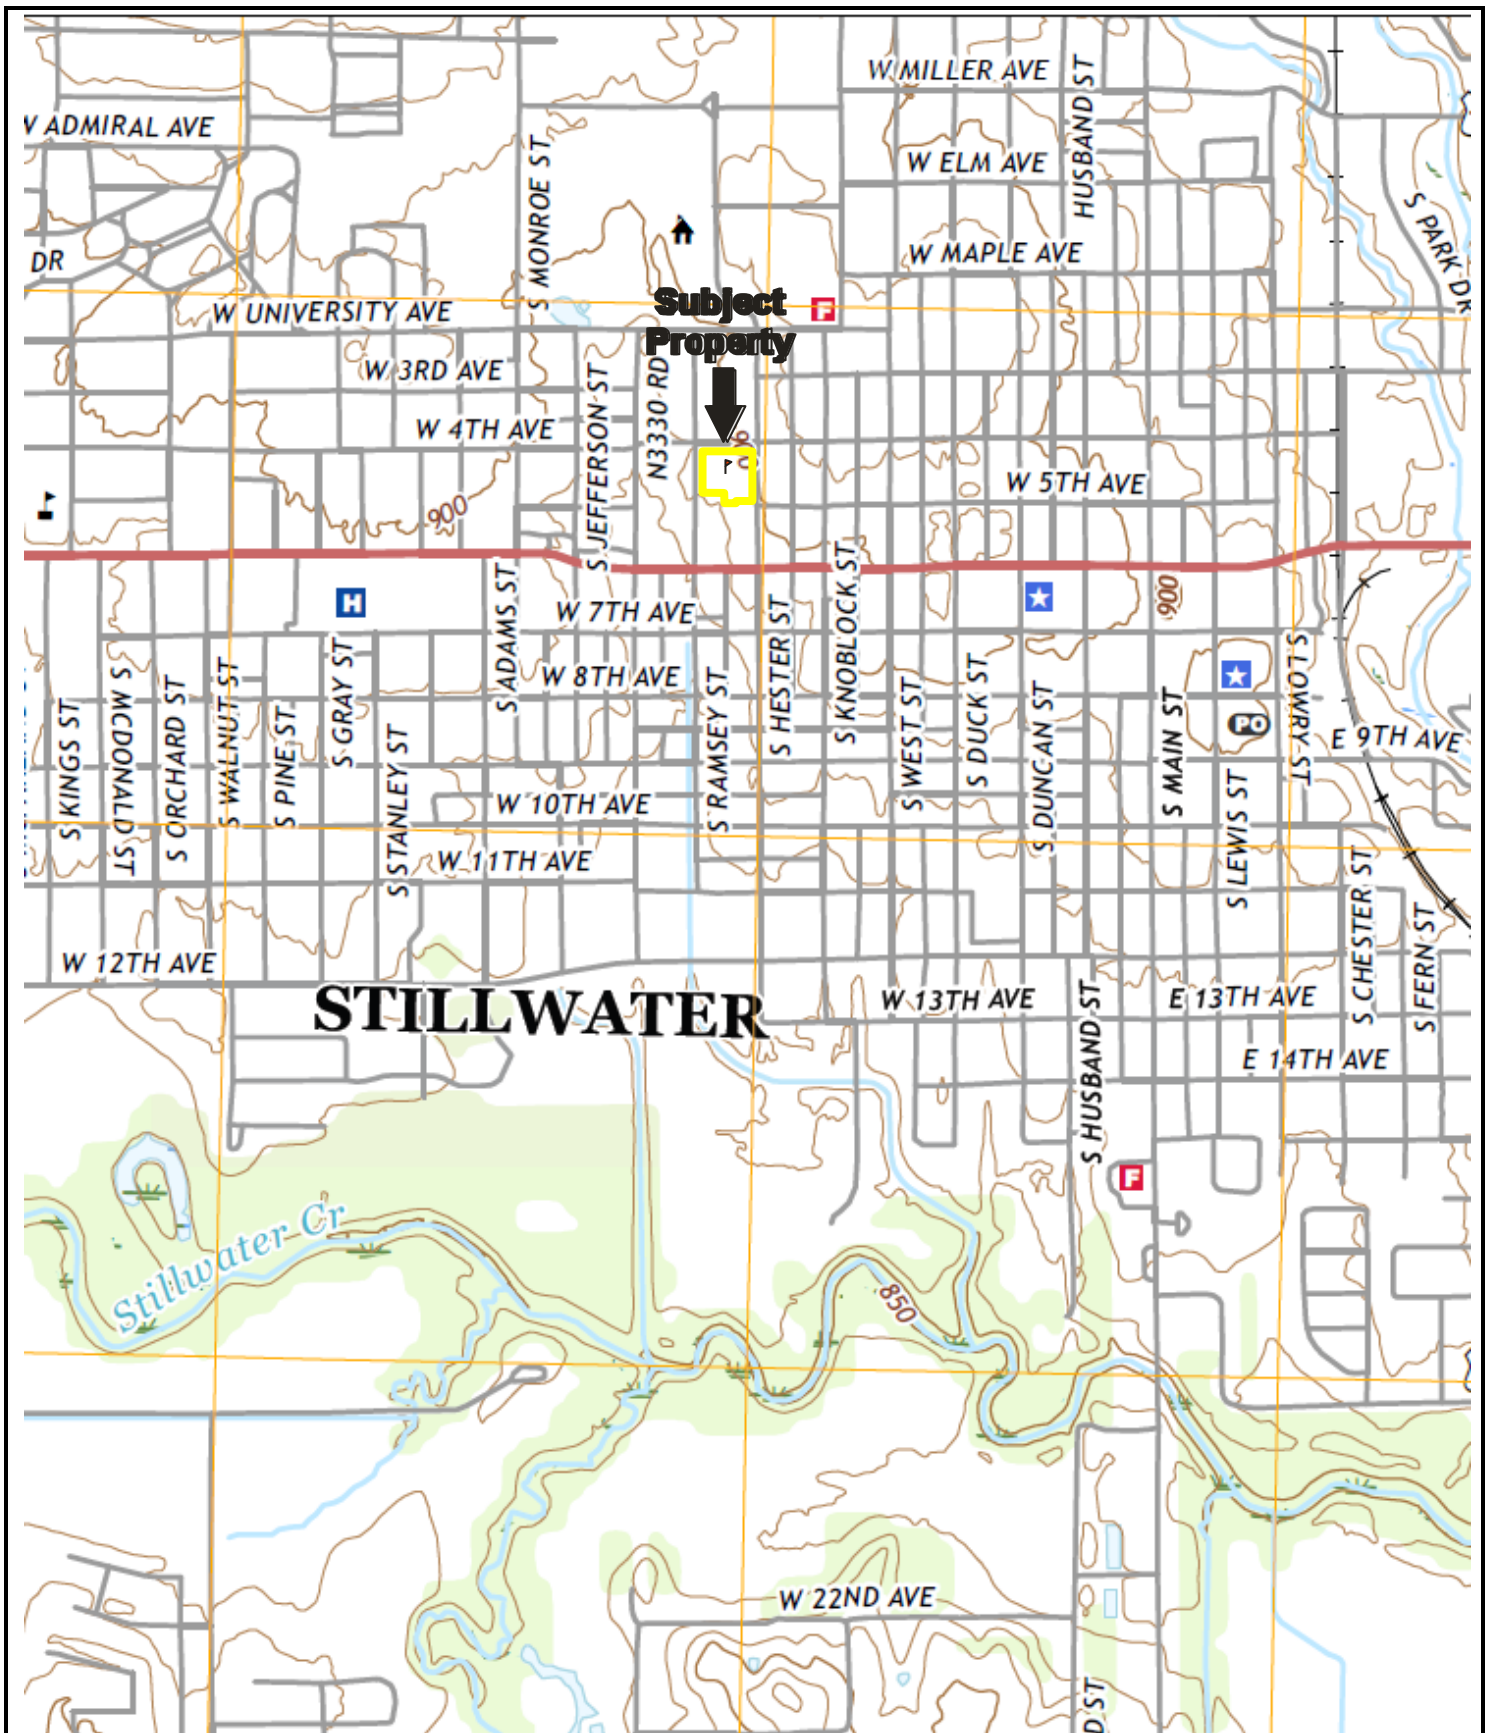 W MILLER AVE
HUSBAND ST
W ADMIRAL AVE
W ELM AVE
S MONROE ST
S PARK DR
W MAPLE AVE
DR
Subject
Property
F
W UNIVERSITY AVE
W 3RD AVE
S JEFFERSON ST
N3330 RD
W 4TH AVE
900
W 5TH AVE
900
S ADAMS ST
S KNOBLOCK ST
H
900
W 7TH AVE
S HESTER ST
W 8TH AVE
S GRAY ST
S MCDONALD ST
S ORCHARD ST
S WALNUT ST
S KINGS ST
S PINE ST
S STANLEY ST
S RAMSEY ST
S WEST ST
S DUCK ST
S DUNCAN ST
S MAIN ST
S LOWRY ST
PO
E 9TH AVE
S LEWIS ST
W 10TH AVE
W 11TH AVE
S CHESTER ST
S FERN ST
W 12TH AVE
STILLWATER
W 13TH AVE
E 13TH AVE
S HUSBAND ST
E 14TH AVE
F
Stillwater Cr
850
W 22ND AVE
D ST